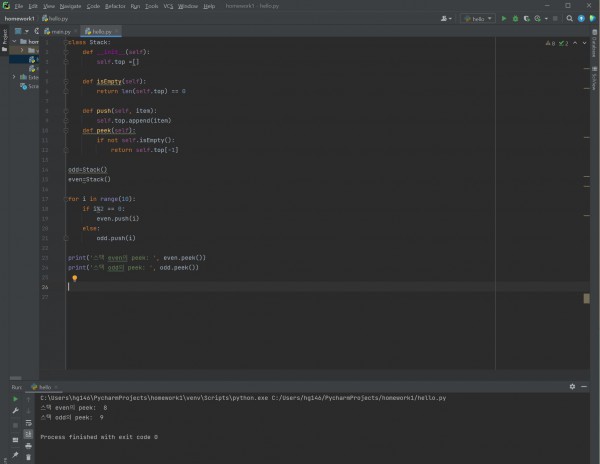 File Edit View Navigate Code Refactor Run Tools VCS Window Help homework1 - hello.py
homework1 hello.py hello
Project
main.py hello.py
class Stack:
def __init__(self):
self.top =[]
def isEmpty(self):
return len(self.top) == 0
def push(self, item):
self.top.append(item)
def peek(self):
if not self.isEmpty():
return self.top[-1]
odd=Stack()
even=Stack()
for i in range(10):
if i%2 == 0:
even.push(i)
else:
odd.push(i)
print('스택 even의 peek: ', even.peek())
print('스택 odd의 peek: ', odd.peek())
Database
SciView
Run: hello
C:\Users\hg146\PycharmProjects\homework1\venv\Scripts\python.exe C:/Users/hg146/PycharmProjects/homework1/hello.py
스택 even의 peek:  8
스택 odd의 peek:  9
Process finished with exit code 0